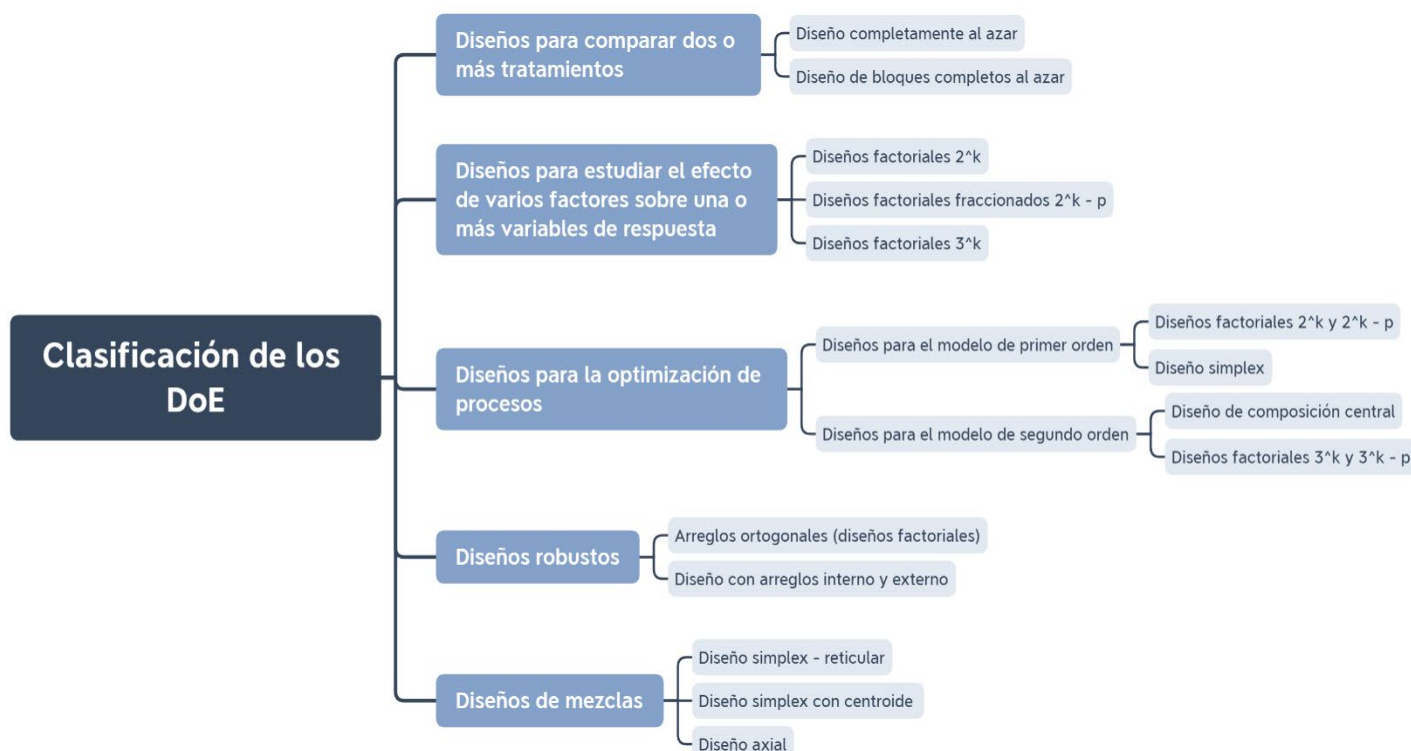 Clasificación de los
DoE
Diseños para comparar dos o
más tratamientos
Diseño completamente al azar
Diseño de bloques completos al azar
Diseños para estudiar el efecto
de varios factores sobre una o
más variables de respuesta
Diseños factoriales 2^k
Diseños factoriales fraccionados 2^k - p
Diseños factoriales 3^k
Diseños para la optimización de
procesos
Diseños para el modelo de primer orden
Diseños factoriales 2^k y 2^k - p
Diseño simplex
Diseños para el modelo de segundo orden
Diseño de composición central
Diseños factoriales 3^k y 3^k - p
Diseños robustos
Arreglos ortogonales (diseños factoriales)
Diseño con arreglos interno y externo
Diseños de mezclas
Diseño simplex - reticular
Diseño simplex con centroide
Diseño axial